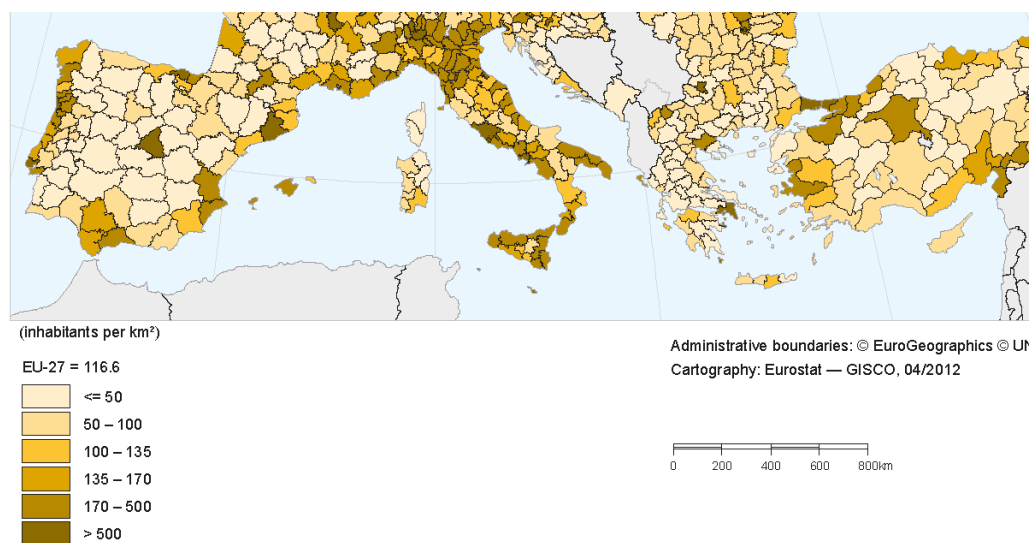 (inhabitants per km²)
EU-27 = 116.6
<= 50
50 – 100
100 – 135
135 – 170
170 – 500
> 500
Administrative boundaries: © EuroGeographics © UN
Cartography: Eurostat — GISCO, 04/2012
0 200 400 600 800km